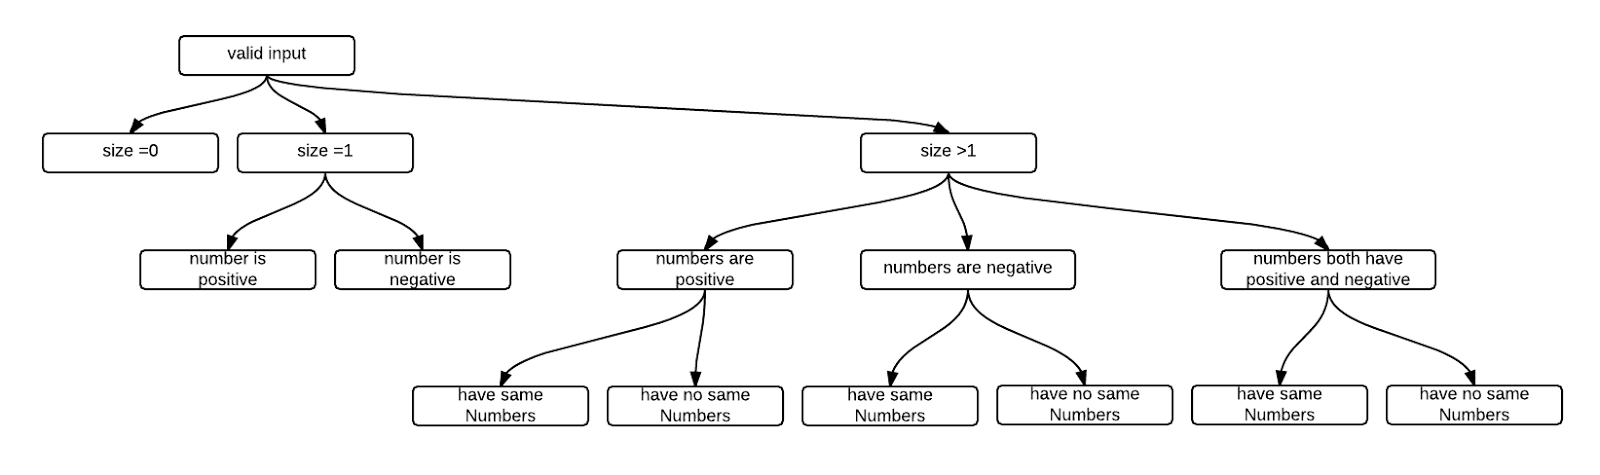 valid input
size =0
size =1
size >1
number is
positive
number is
negative
numbers are
positive
numbers are negative
numbers both have
positive and negative
have same
Numbers
have no same
Numbers
have same
Numbers
have no same
Numbers
have same
Numbers
have no same
Numbers